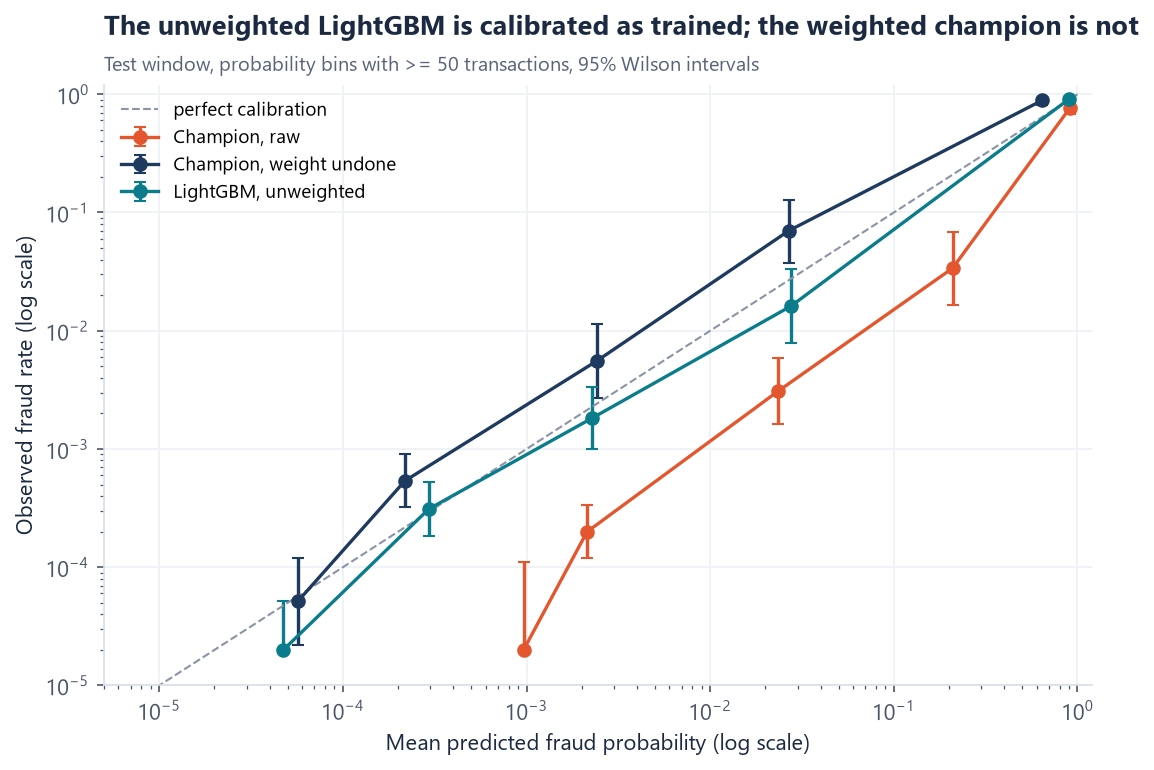 The unweighted LightGBM is calibrated as trained; the weighted champion is not
Test window, probability bins with >= 50 transactions, 95% Wilson intervals
perfect calibration
Champion, raw
Champion, weight undone
LightGBM, unweighted
Observed fraud rate (log scale)
10⁰
10⁻¹
10⁻²
10⁻³
10⁻⁴
10⁻⁵
10⁻⁵ 10⁻⁴ 10⁻³ 10⁻² 10⁻¹ 10⁰
Mean predicted fraud probability (log scale)